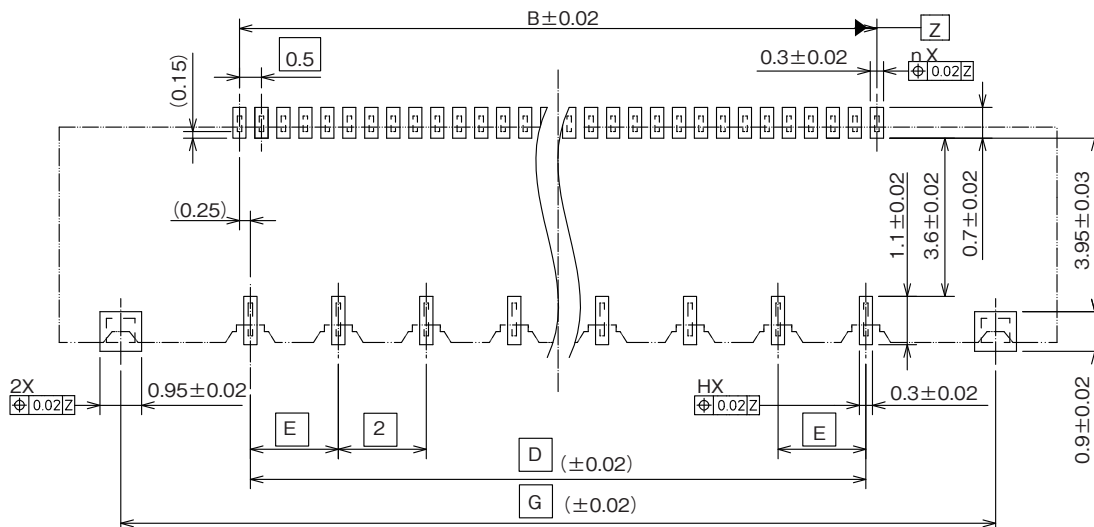 B±0.02
Z
0.5
0.3±0.02
n X
⌖ 0.02 Z
(0.15)
(0.25)
1.1±0.02
3.6±0.02
0.7±0.02
3.95±0.03
2X
⌖ 0.02 Z
0.95±0.02
HX
⌖ 0.02 Z
0.3±0.02
0.9±0.02
E
2
E
D (±0.02)
G (±0.02)